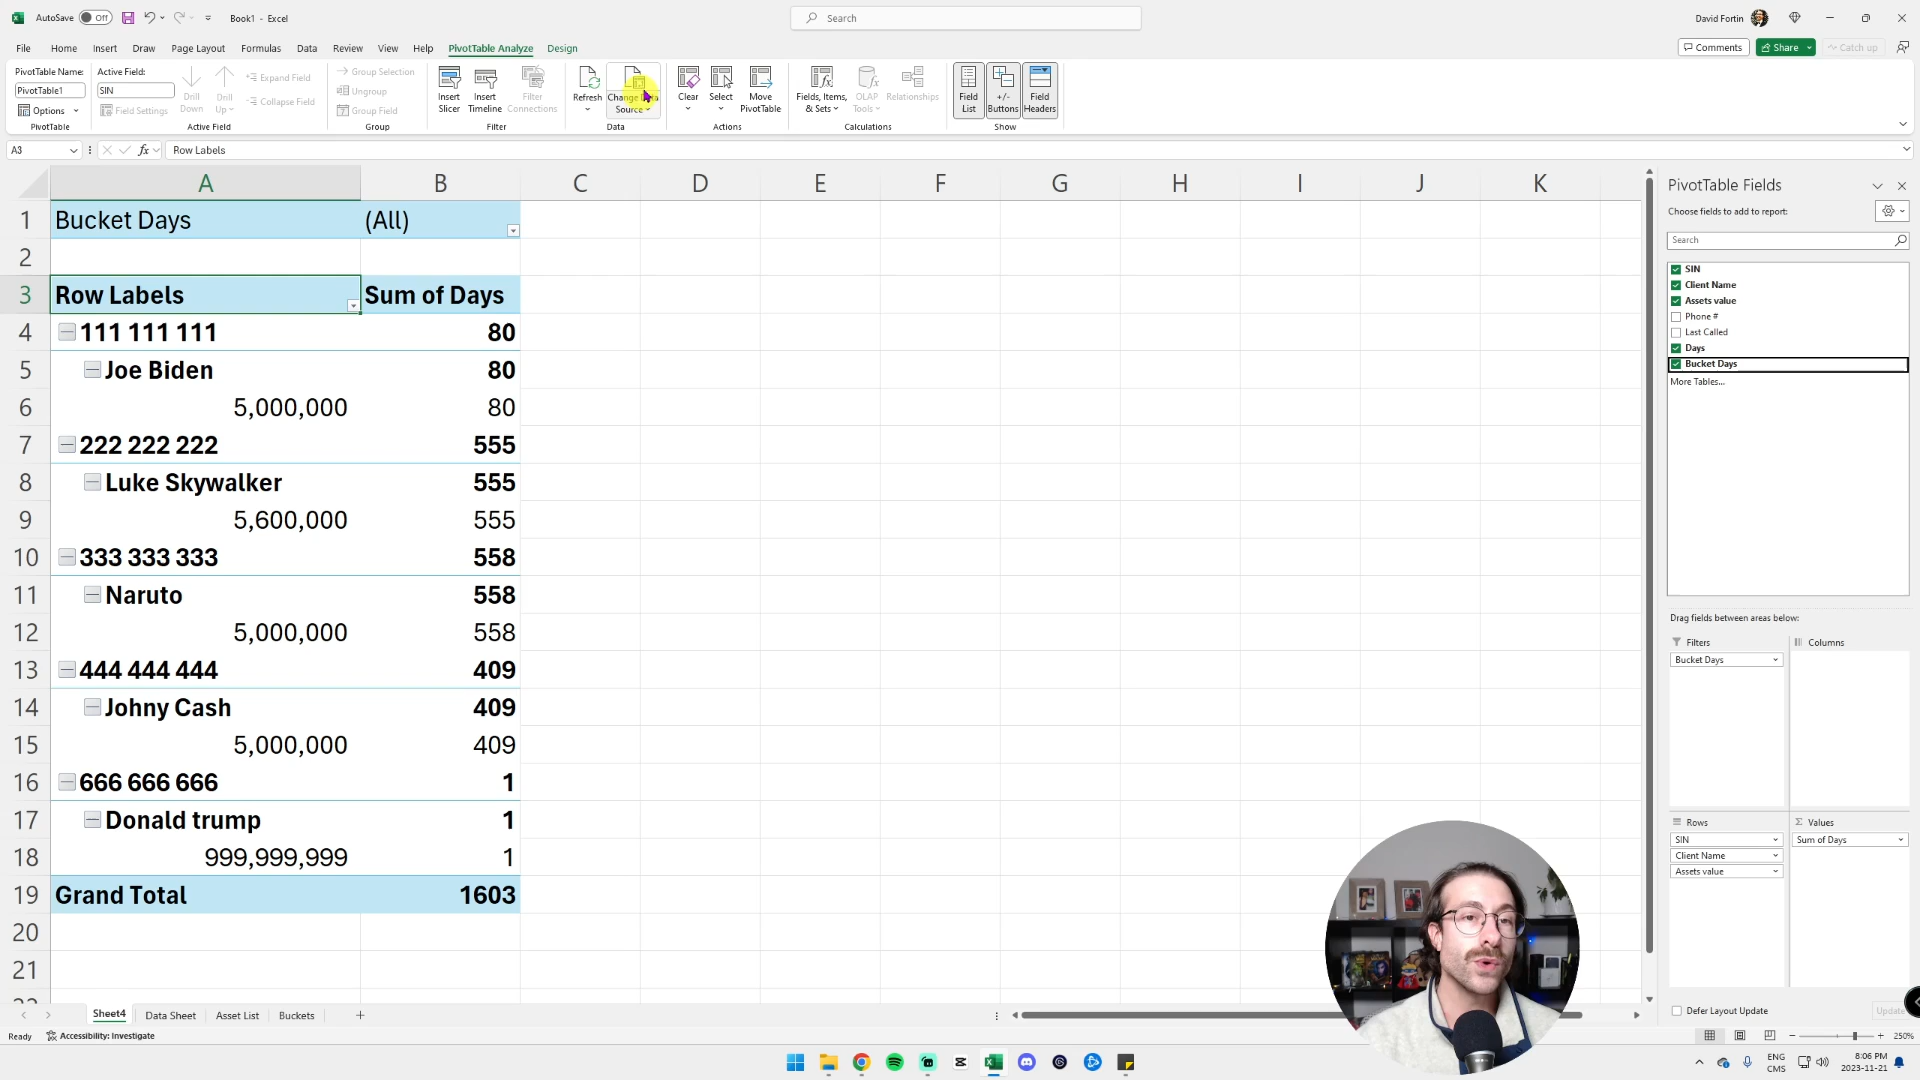 AutoSave Off Book1 - Excel Search David Fortin
File Home Insert Draw Page Layout Formulas Data Review View Help PivotTable Analyze Design Comments Share Catch up
PivotTable Name: Active Field:
PivotTable1 SIN
Options Field Settings
Drill Down Drill Up
Expand Field
Collapse Field
Group Selection
Ungroup
Group Field
Insert Slicer Insert Timeline Filter Connections
Refresh Change Data Source
Clear Select Move PivotTable
Fields, Items, & Sets OLAP Tools Relationships
Field List +/- Buttons Field Headers
PivotTable Active Field Group Filter Data Actions Calculations Show
A3 fx Row Labels
A B C D E F G H I J K
1 Bucket Days (All)
2
3 Row Labels Sum of Days
4 111 111 111 80
5 Joe Biden 80
6 5,000,000 80
7 222 222 222 555
8 Luke Skywalker 555
9 5,600,000 555
10 333 333 333 558
11 Naruto 558
12 5,000,000 558
13 444 444 444 409
14 Johny Cash 409
15 5,000,000 409
16 666 666 666 1
17 Donald trump 1
18 999,999,999 1
19 Grand Total 1603
20
21
22
PivotTable Fields
Choose fields to add to report:
Search
SIN
Client Name
Assets value
Phone #
Last Called
Days
Bucket Days
More Tables...
Drag fields between areas below:
Filters Columns
Bucket Days
Rows Values
SIN Sum of Days
Client Name
Assets value
Defer Layout Update Update
Sheet4 Data Sheet Asset List Buckets
Ready Accessibility: Investigate 250%
ENG
CMS
8:06 PM
2023-11-21